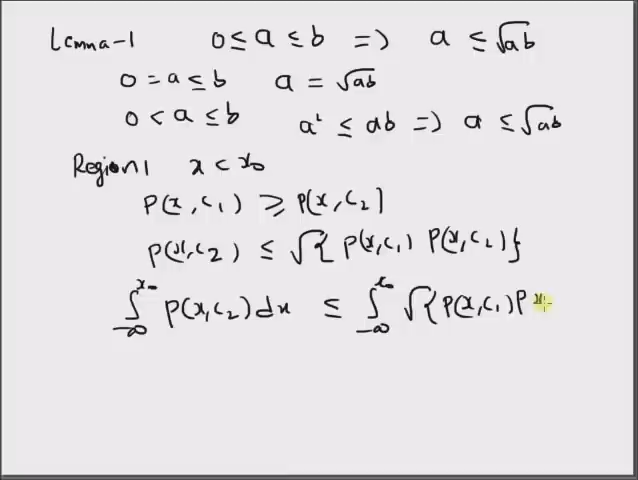 Lemma-1 0 ≤ a ≤ b => a ≤ √ab
0 = a ≤ b a = √ab
0 < a ≤ b a² ≤ ab => a ≤ √ab
Region 1 x < x₀
P(x, C₁) ≥ P(x, C₂)
P(x, C₂) ≤ √{ P(x, C₁) P(x, C₂) }
∫_{-∞}^{x₀} P(x, C₂) dx ≤ ∫_{-∞}^{x₀} √{ P(x, C₁) P